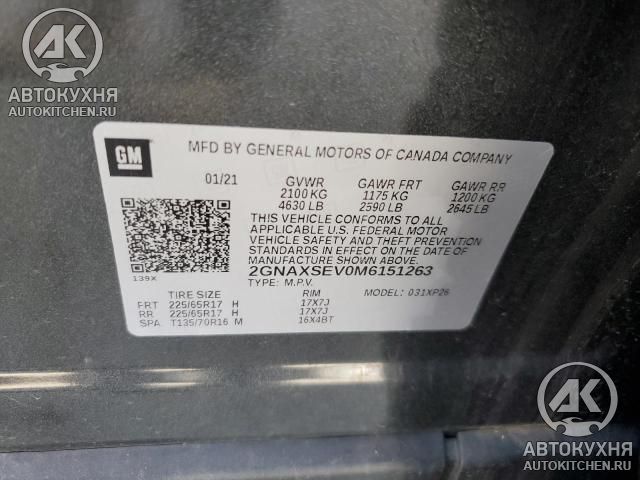 АК
АВТОКУХНЯ
AUTOKITCHEN.RU
GM
MFD BY GENERAL MOTORS OF CANADA COMPANY
01/21 GVWR GAWR FRT GAWR RR
2100 KG 1175 KG 1200 KG
4630 LB 2590 LB 2645 LB
THIS VEHICLE CONFORMS TO ALL
APPLICABLE U.S. FEDERAL MOTOR
VEHICLE SAFETY AND THEFT PREVENTION
STANDARDS IN EFFECT ON THE DATE OF
MANUFACTURE SHOWN ABOVE.
2GNAXSEV0M6151263
139X
TYPE: M.P.V. MODEL: 031XP26
TIRE SIZE RIM
FRT 225/65R17 H 17X7J
RR 225/65R17 H 17X7J
SPA T135/70R16 M 16X4BT
АК
АВТОКУХНЯ
AUTOKITCHEN.RU